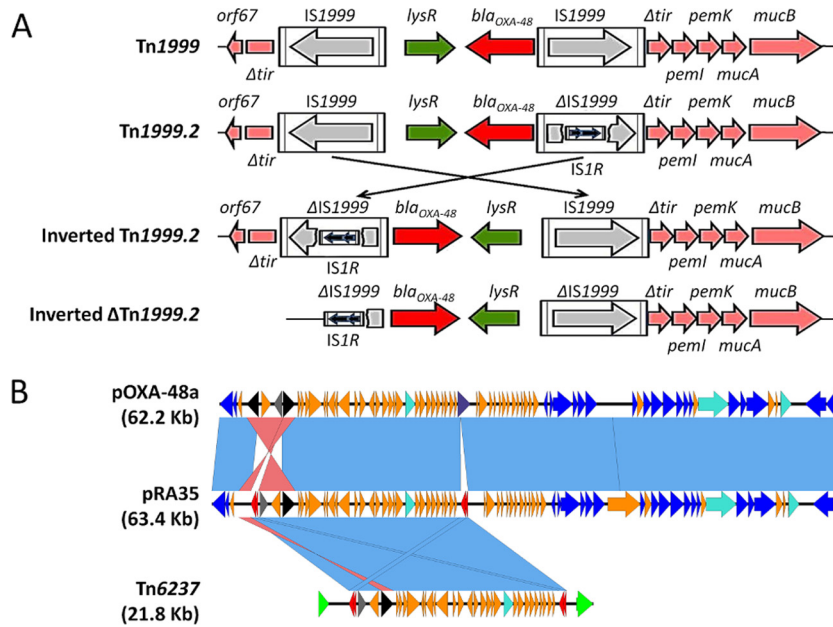 A
orf67 IS1999 lysR blaOXA-48 IS1999 Δtir pemK mucB
Tn1999
Δtir pemI mucA
orf67 IS1999 lysR blaOXA-48 ΔIS1999 Δtir pemK mucB
Tn1999.2
Δtir IS1R pemI mucA
orf67 ΔIS1999 blaOXA-48 lysR IS1999 Δtir pemK mucB
Inverted Tn1999.2
Δtir IS1R pemI mucA
ΔIS1999 blaOXA-48 lysR ΔIS1999 Δtir pemK mucB
Inverted ΔTn1999.2
IS1R pemI mucA
B
pOXA-48a
(62.2 Kb)
pRA35
(63.4 Kb)
Tn6237
(21.8 Kb)